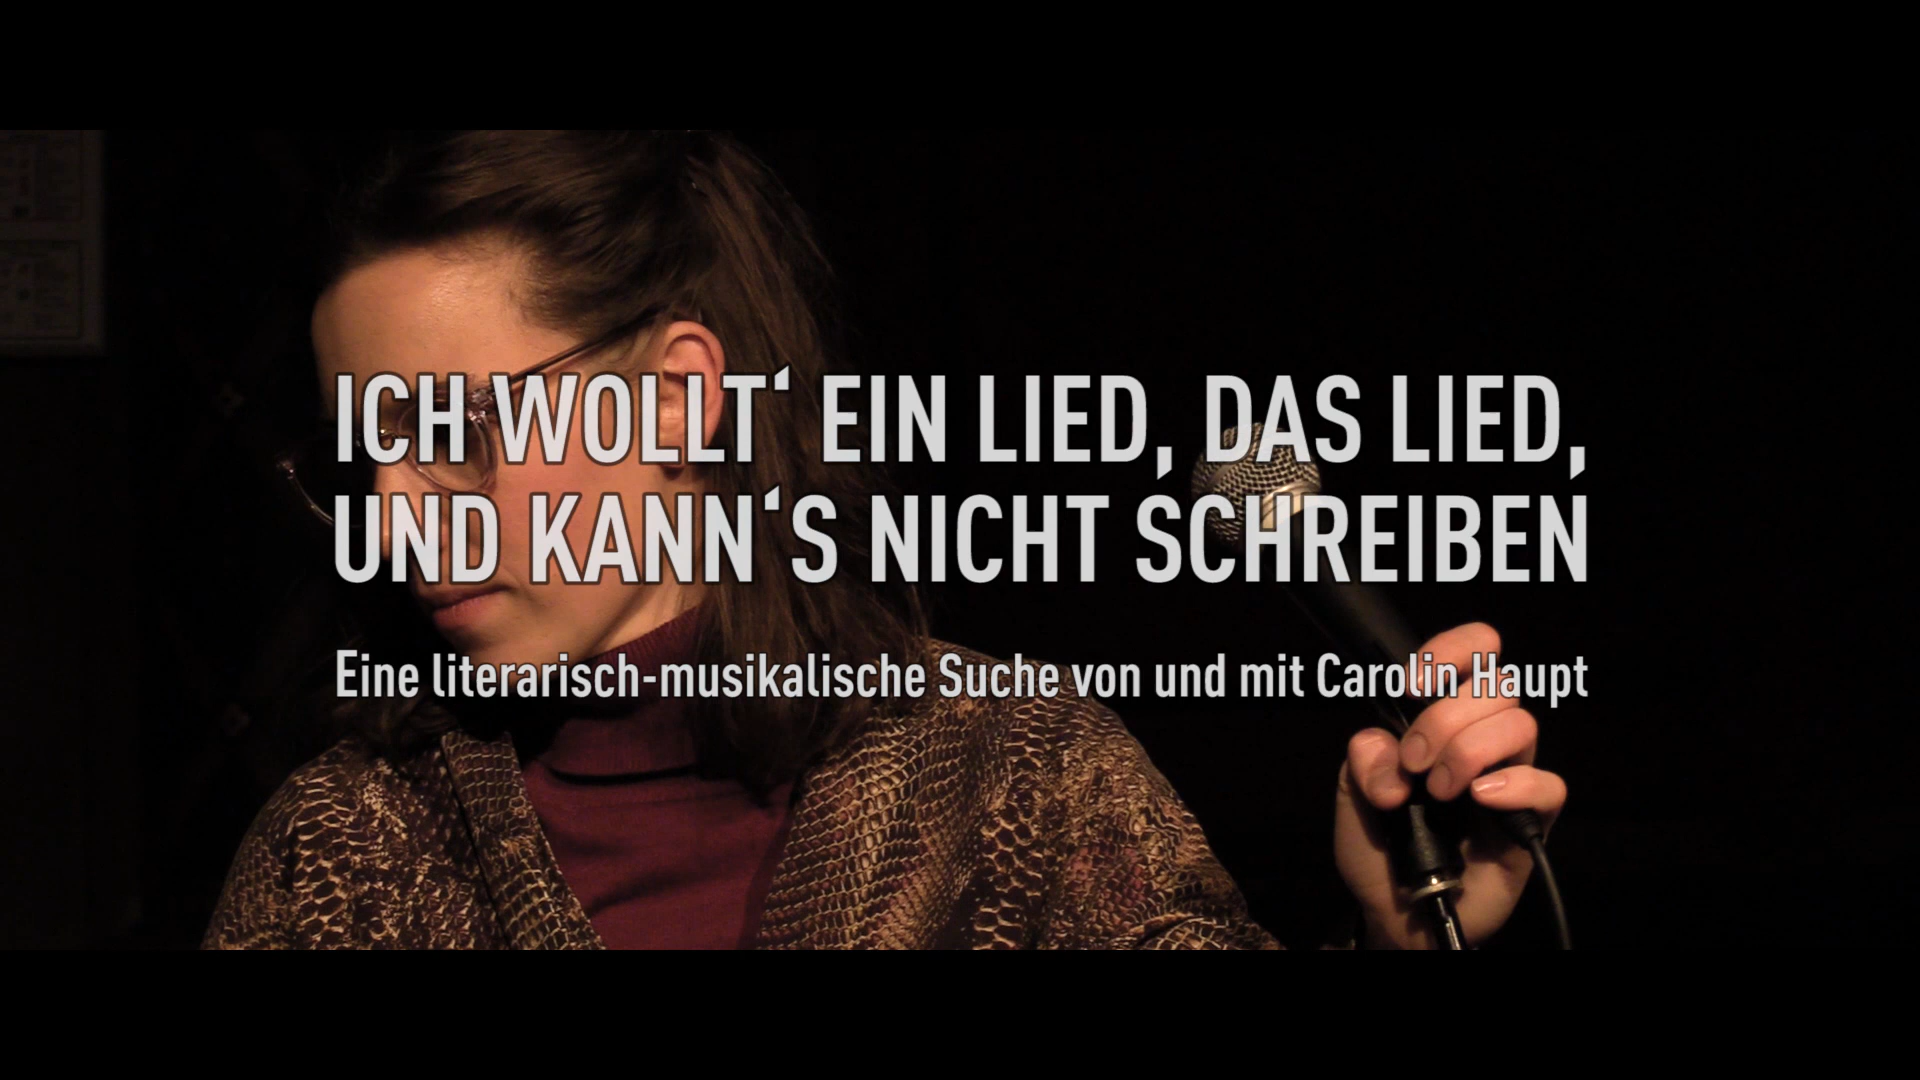 ICH WOLLT‘ EIN LIED, DAS LIED,
UND KANN‘S NICHT SCHREIBEN
Eine literarisch-musikalische Suche von und mit Carolin Haupt